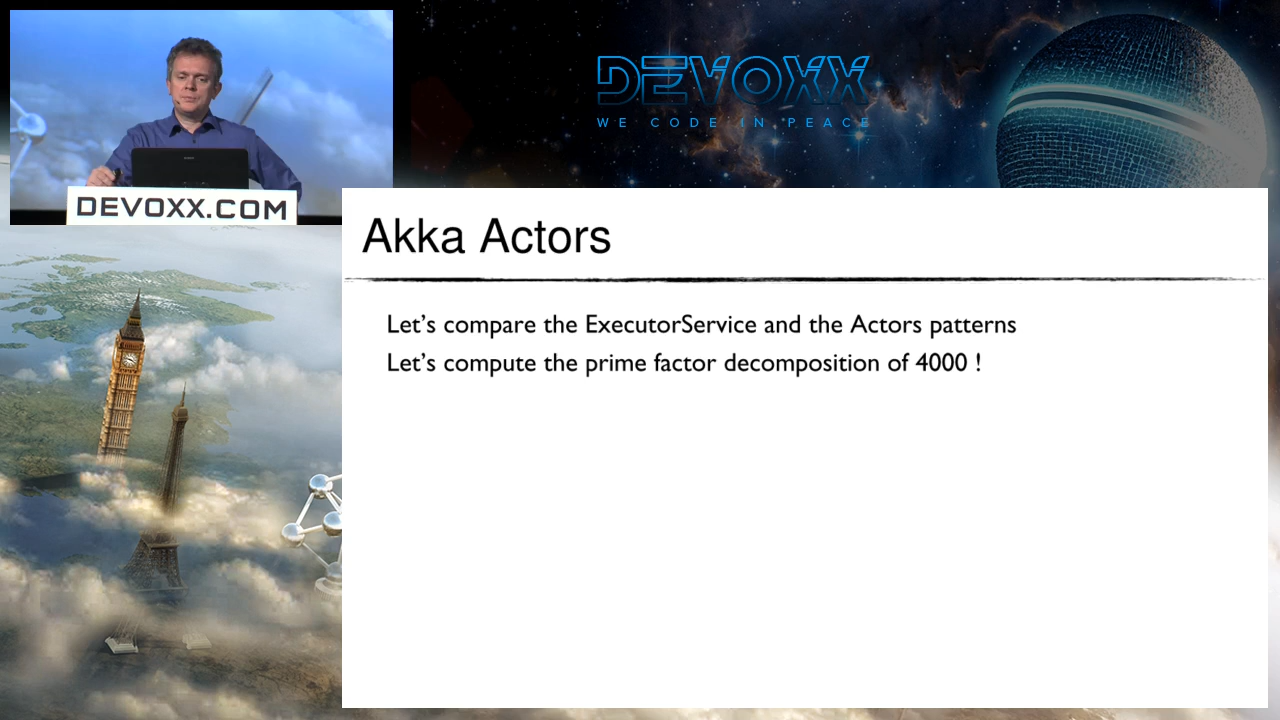 DEVOXX
WE CODE IN PEACE
DEVOXX.COM
Akka Actors
Let's compare the ExecutorService and the Actors patterns
Let's compute the prime factor decomposition of 4000 !